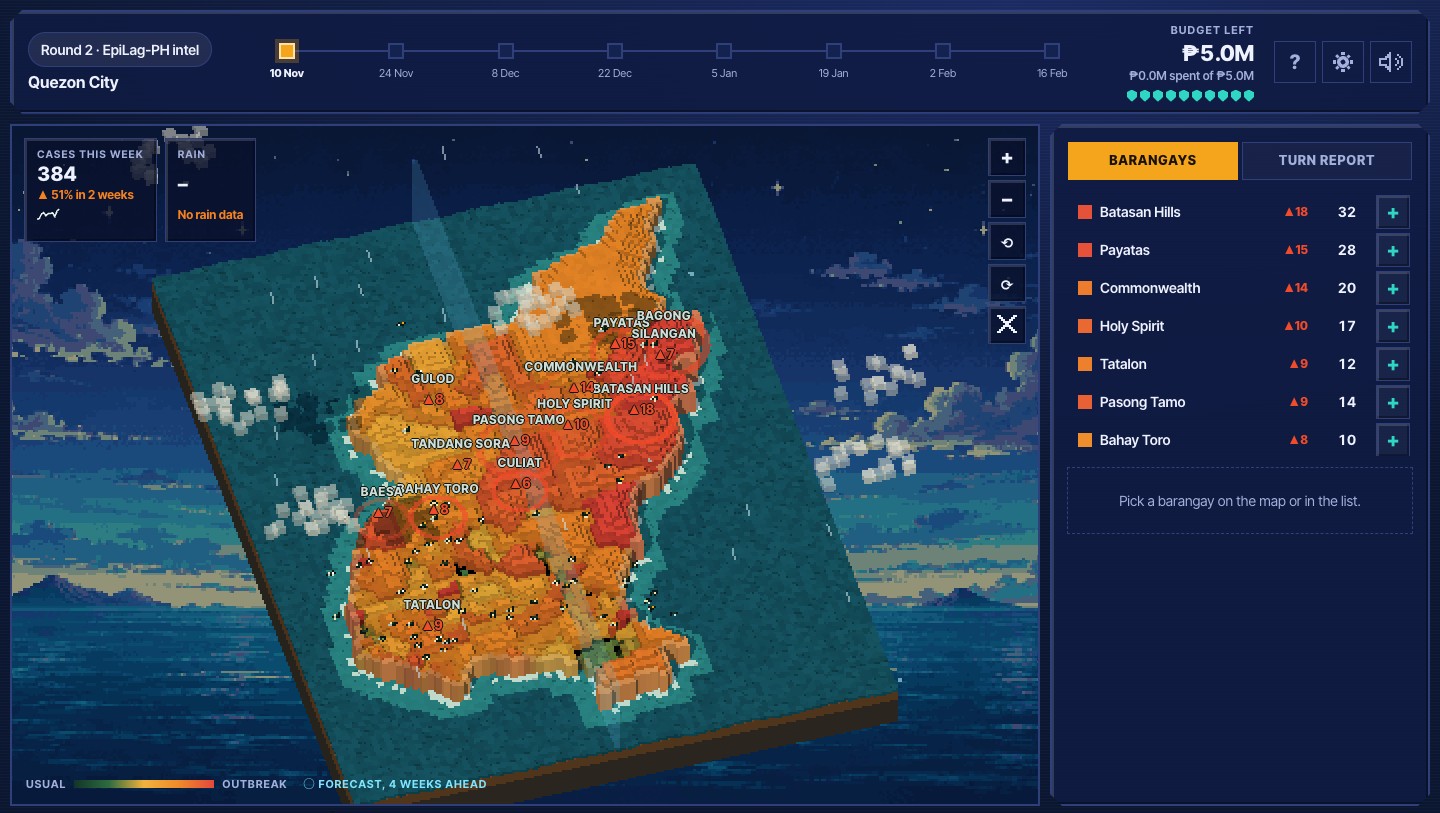 Round 2 · EpiLag-PH intel
Quezon City
10 Nov
24 Nov
8 Dec
22 Dec
5 Jan
19 Jan
2 Feb
16 Feb
BUDGET LEFT
₱5.0M
₱0.0M spent of ₱5.0M
?
CASES THIS WEEK
384
▲ 51% in 2 weeks
RAIN
–
No rain data
+
−
BAGONG
SILANGAN
▲7
PAYATAS
▲15
COMMONWEALTH
▲14
GULOD
▲8
BATASAN HILLS
▲18
HOLY SPIRIT
▲10
PASONG TAMO
▲9
TANDANG SORA
▲7
CULIAT
▲6
BAESA
▲7
BAHAY TORO
▲8
TATALON
▲9
USUAL
OUTBREAK
FORECAST, 4 WEEKS AHEAD
BARANGAYS
TURN REPORT
Batasan Hills ▲18 32 +
Payatas ▲15 28 +
Commonwealth ▲14 20 +
Holy Spirit ▲10 17 +
Tatalon ▲9 12 +
Pasong Tamo ▲9 14 +
Bahay Toro ▲8 10 +
Pick a barangay on the map or in the list.